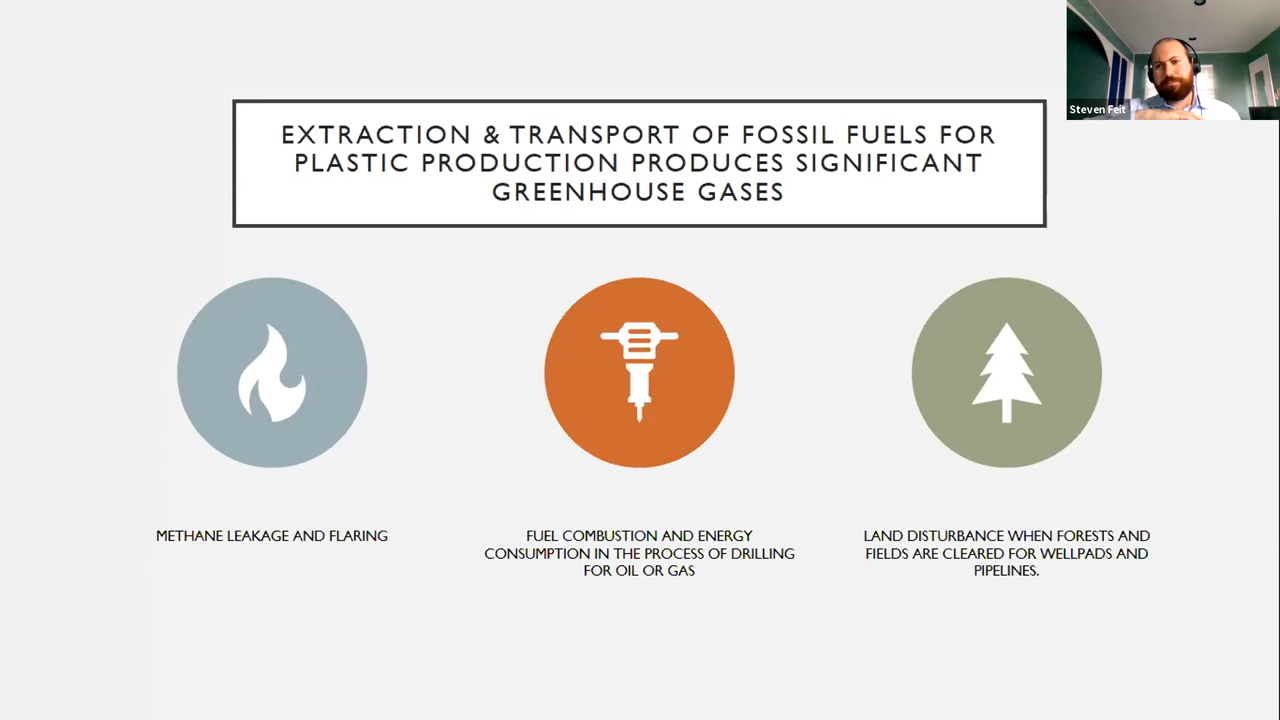 Steven Feit
EXTRACTION & TRANSPORT OF FOSSIL FUELS FOR
PLASTIC PRODUCTION PRODUCES SIGNIFICANT
GREENHOUSE GASES
METHANE LEAKAGE AND FLARING
FUEL COMBUSTION AND ENERGY
CONSUMPTION IN THE PROCESS OF DRILLING
FOR OIL OR GAS
LAND DISTURBANCE WHEN FORESTS AND
FIELDS ARE CLEARED FOR WELLPADS AND
PIPELINES.